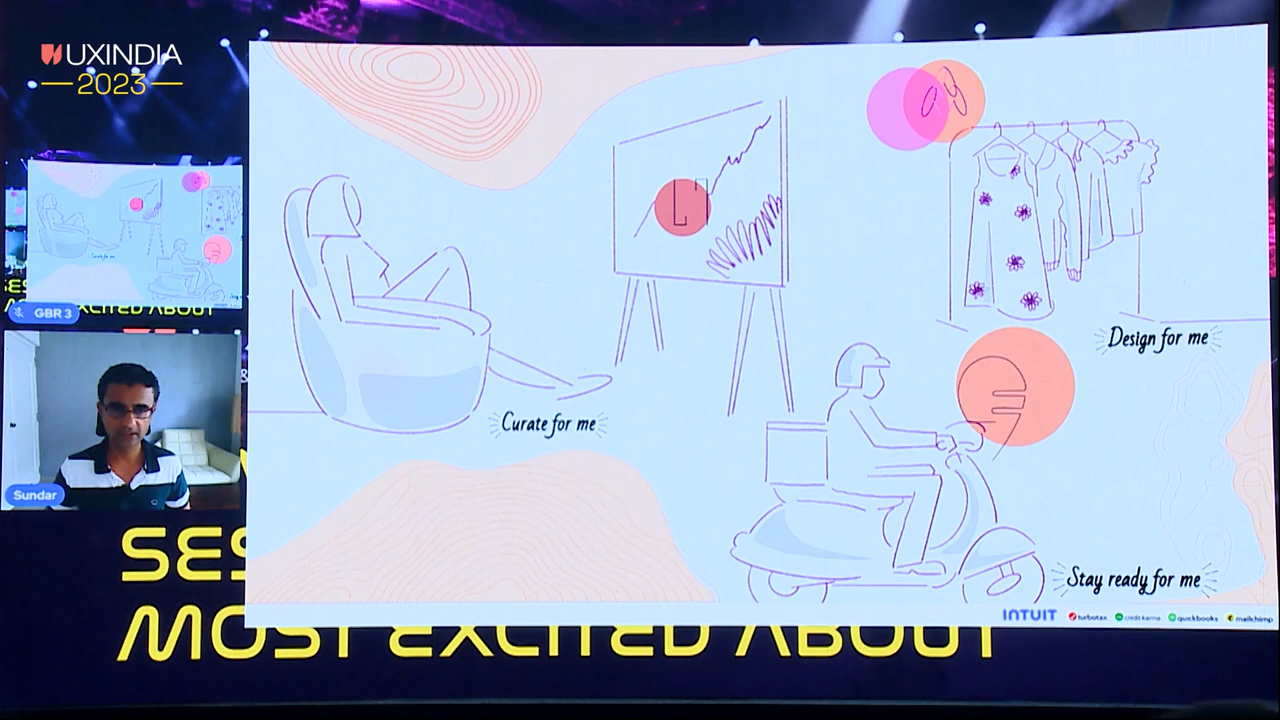 UXINDIA
2023
GBR 3
Sundar
Curate for me
Design for me
Stay ready for me
INTUIT turbotax credit karma quickbooks mailchimp
SES
MOST EXCITED ABOUT